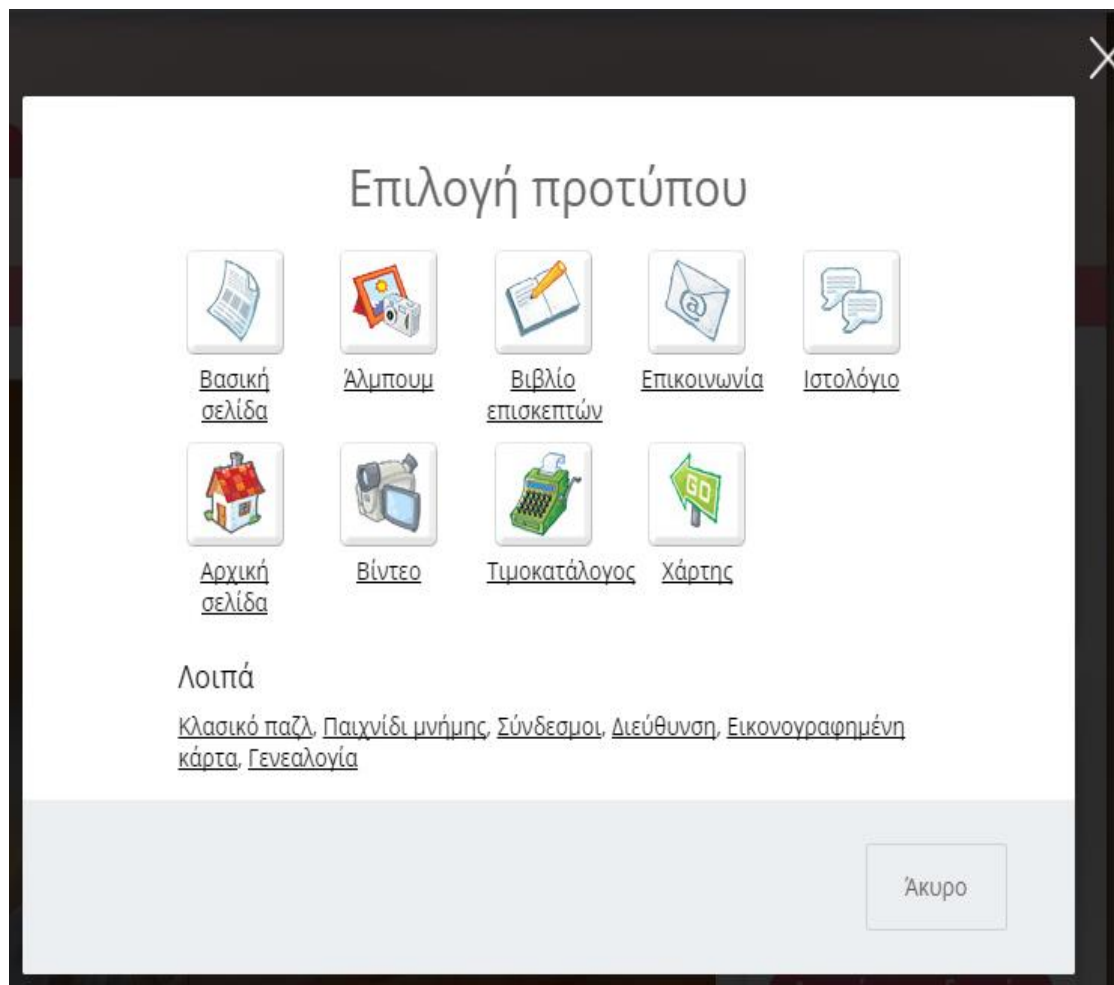 Επιλογή προτύπου
Βασική σελίδα
Άλμπουμ
Βιβλίο επισκεπτών
Επικοινωνία
@
Ιστολόγιο
Αρχική σελίδα
Βίντεο
Τιμοκατάλογος
GO
Χάρτης
Λοιπά
Κλασικό παζλ, Παιχνίδι μνήμης, Σύνδεσμοι, Διεύθυνση, Εικονογραφημένη
κάρτα, Γενεαλογία
Άκυρο